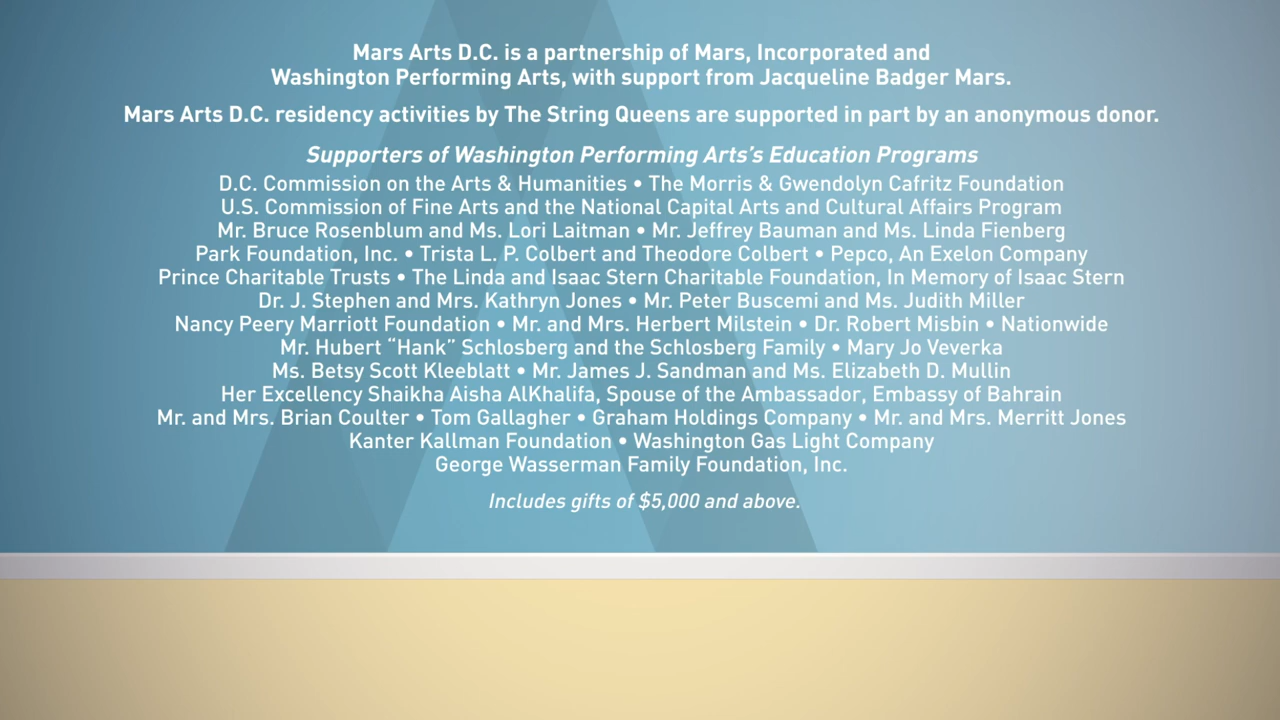 Mars Arts D.C. is a partnership of Mars, Incorporated and
Washington Performing Arts, with support from Jacqueline Badger Mars.
Mars Arts D.C. residency activities by The String Queens are supported in part by an anonymous donor.
Supporters of Washington Performing Arts's Education Programs
D.C. Commission on the Arts & Humanities • The Morris & Gwendolyn Cafritz Foundation
U.S. Commission of Fine Arts and the National Capital Arts and Cultural Affairs Program
Mr. Bruce Rosenblum and Ms. Lori Laitman • Mr. Jeffrey Bauman and Ms. Linda Fienberg
Park Foundation, Inc. • Trista L. P. Colbert and Theodore Colbert • Pepco, An Exelon Company
Prince Charitable Trusts • The Linda and Isaac Stern Charitable Foundation, In Memory of Isaac Stern
Dr. J. Stephen and Mrs. Kathryn Jones • Mr. Peter Buscemi and Ms. Judith Miller
Nancy Peery Marriott Foundation • Mr. and Mrs. Herbert Milstein • Dr. Robert Misbin • Nationwide
Mr. Hubert “Hank” Schlosberg and the Schlosberg Family • Mary Jo Veverka
Ms. Betsy Scott Kleeblatt • Mr. James J. Sandman and Ms. Elizabeth D. Mullin
Her Excellency Shaikha Aisha AlKhalifa, Spouse of the Ambassador, Embassy of Bahrain
Mr. and Mrs. Brian Coulter • Tom Gallagher • Graham Holdings Company • Mr. and Mrs. Merritt Jones
Kanter Kallman Foundation • Washington Gas Light Company
George Wasserman Family Foundation, Inc.
Includes gifts of $5,000 and above.